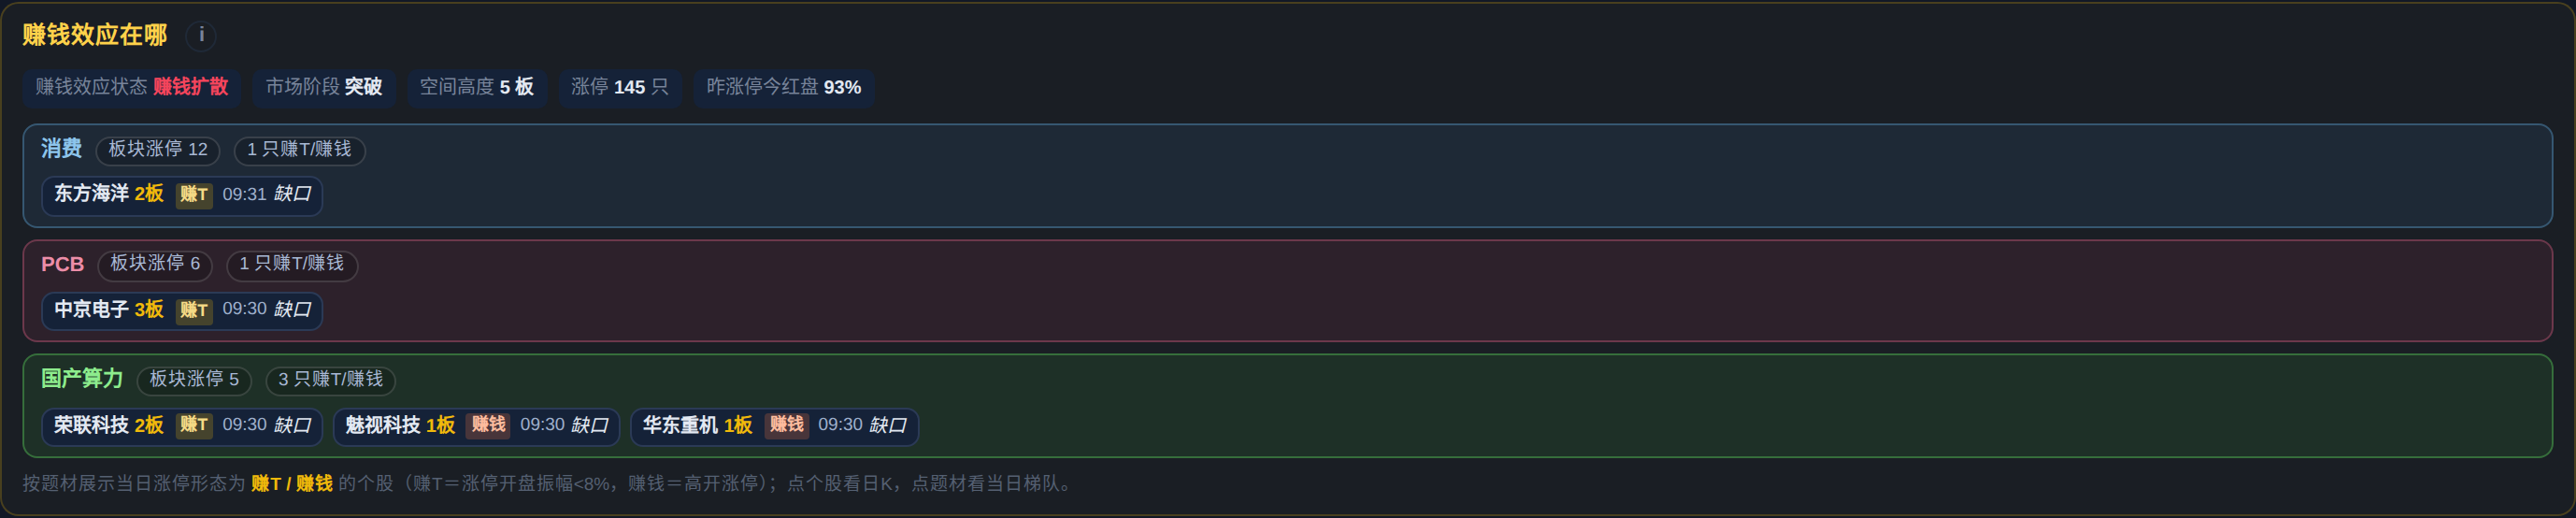 赚钱效应在哪 i
赚钱效应状态 赚钱扩散 市场阶段 突破 空间高度 5 板 涨停 145 只 昨涨停今红盘 93%
消费 板块涨停 12 1 只赚T/赚钱
东方海洋 2板 赚T 09:31 缺口
PCB 板块涨停 6 1 只赚T/赚钱
中京电子 3板 赚T 09:30 缺口
国产算力 板块涨停 5 3 只赚T/赚钱
荣联科技 2板 赚T 09:30 缺口 魅视科技 1板 赚钱 09:30 缺口 华东重机 1板 赚钱 09:30 缺口
按题材展示当日涨停形态为 赚T / 赚钱 的个股（赚T＝涨停开盘振幅<8%，赚钱＝高开涨停）；点个股看日K，点题材看当日梯队。